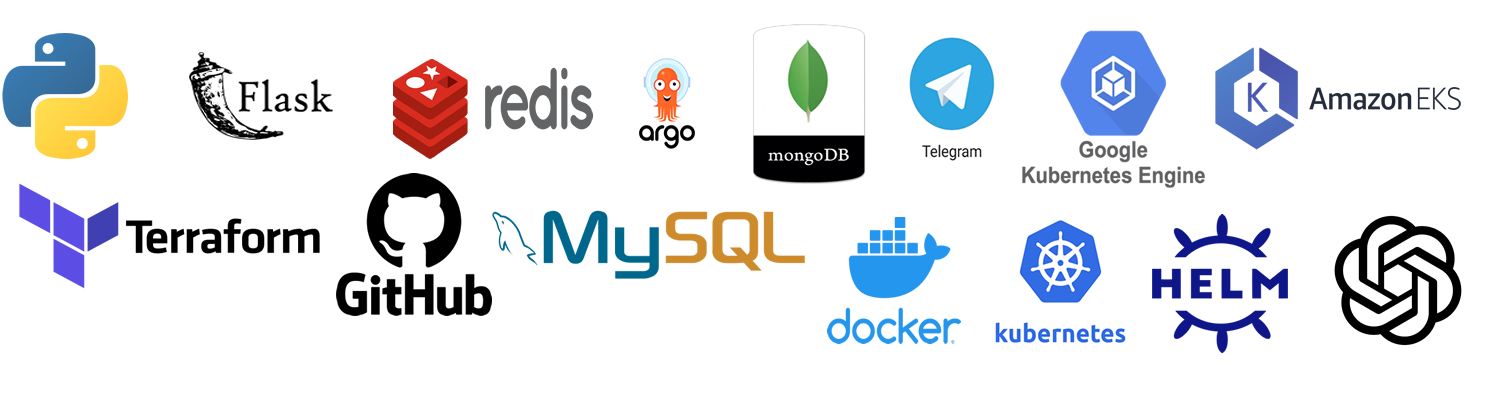 Flask
redis
argo
mongoDB
Telegram
Google
Kubernetes Engine
K
Amazon EKS
Terraform
GitHub
MySQL
docker
kubernetes
HELM